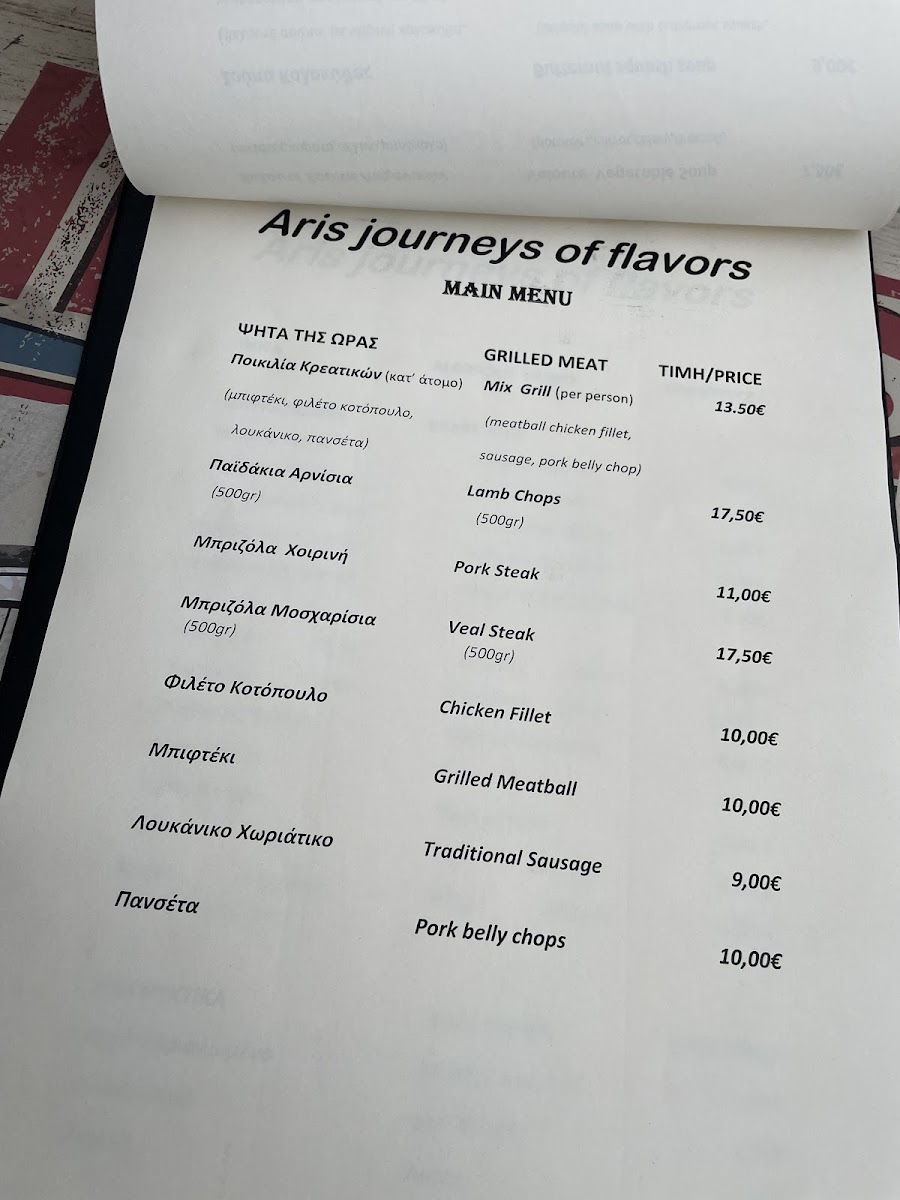 Aris journeys of flavors
MAIN MENU
ΨΗΤΑ ΤΗΣ ΩΡΑΣ GRILLED MEAT ΤΙΜΗ/PRICE
Ποικιλία Κρεατικών (κατ’ άτομο) Mix Grill (per person) 13.50€
(μπιφτέκι, φιλέτο κοτόπουλο, (meatball chicken fillet,
λουκάνικο, πανσέτα) sausage, pork belly chop)
Παϊδάκια Αρνίσια Lamb Chops 17,50€
(500gr) (500gr)
Μπριζόλα Χοιρινή Pork Steak 11,00€
Μπριζόλα Μοσχαρίσια Veal Steak 17,50€
(500gr) (500gr)
Φιλέτο Κοτόπουλο Chicken Fillet 10,00€
Μπιφτέκι Grilled Meatball 10,00€
Λουκάνικο Χωριάτικο Traditional Sausage 9,00€
Πανσέτα Pork belly chops 10,00€